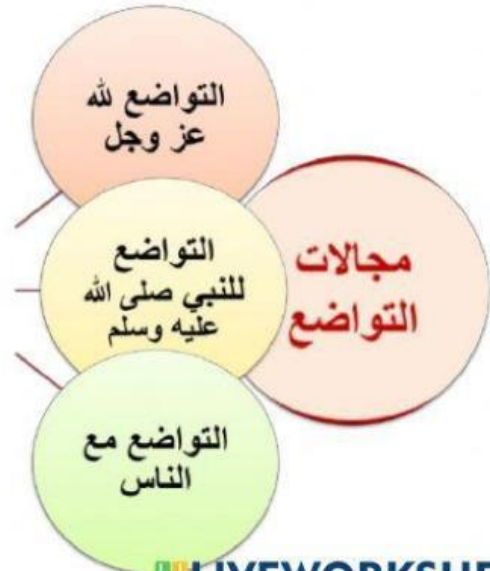 مجالات
التواضع
التواضع لله
عز وجل
التواضع
للنبي صلى الله
عليه وسلم
التواضع مع
الناس